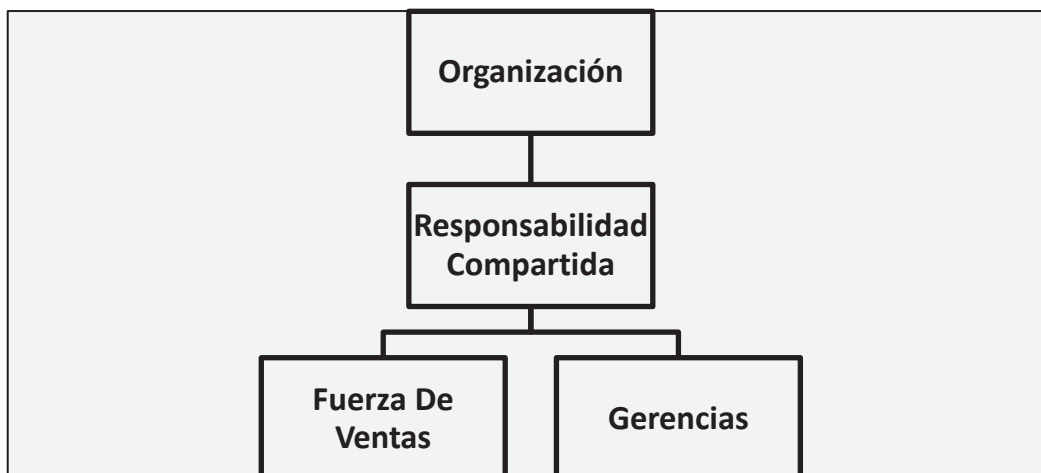 Organización
Responsabilidad
Compartida
Fuerza De
Ventas
Gerencias